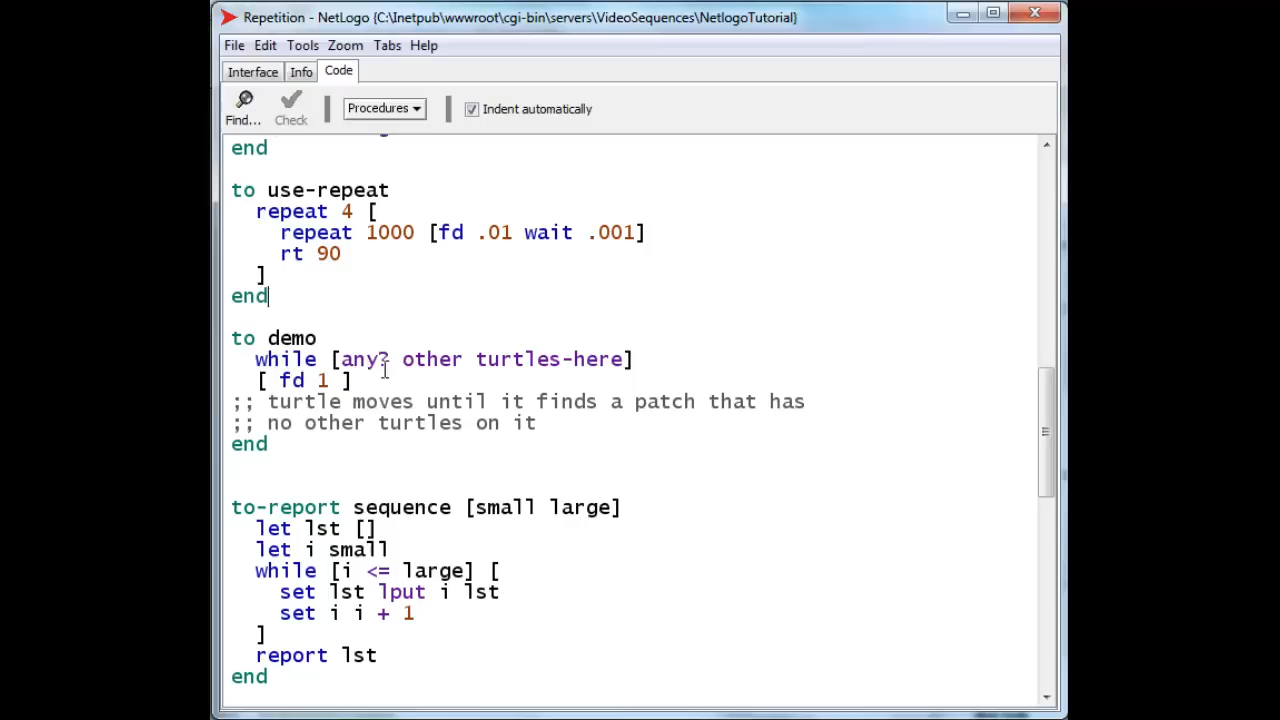 Repetition - NetLogo {C:\Inetpub\wwwroot\cgi-bin\servers\VideoSequences\NetlogoTutorial}
File Edit Tools Zoom Tabs Help
Interface Info Code
Find... Check Procedures Indent automatically
end
to use-repeat
repeat 4 [
repeat 1000 [fd .01 wait .001]
rt 90
]
end
to demo
while [any? other turtles-here]
[ fd 1 ]
;; turtle moves until it finds a patch that has
;; no other turtles on it
end
to-report sequence [small large]
let lst []
let i small
while [i <= large] [
set lst lput i lst
set i i + 1
]
report lst
end